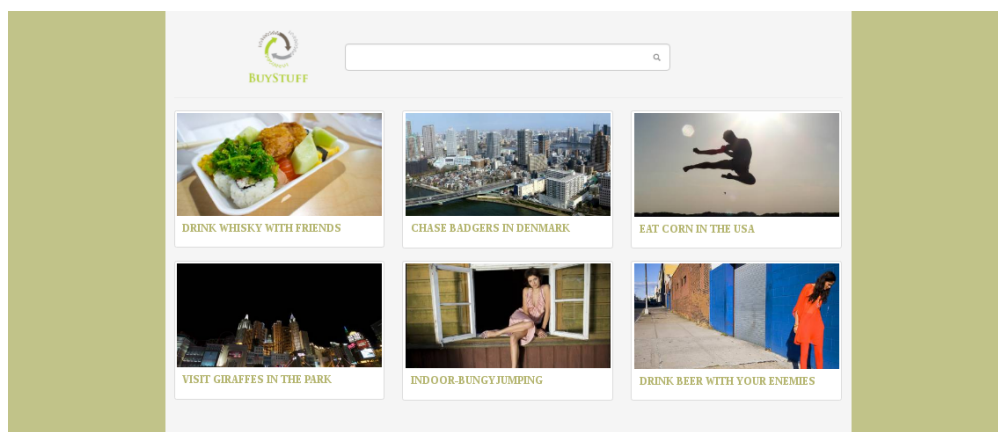 BUYSTUFF
DRINK WHISKY WITH FRIENDS
CHASE BADGERS IN DENMARK
EAT CORN IN THE USA
VISIT GIRAFFES IN THE PARK
INDOOR-BUNGYJUMPING
DRINK BEER WITH YOUR ENEMIES